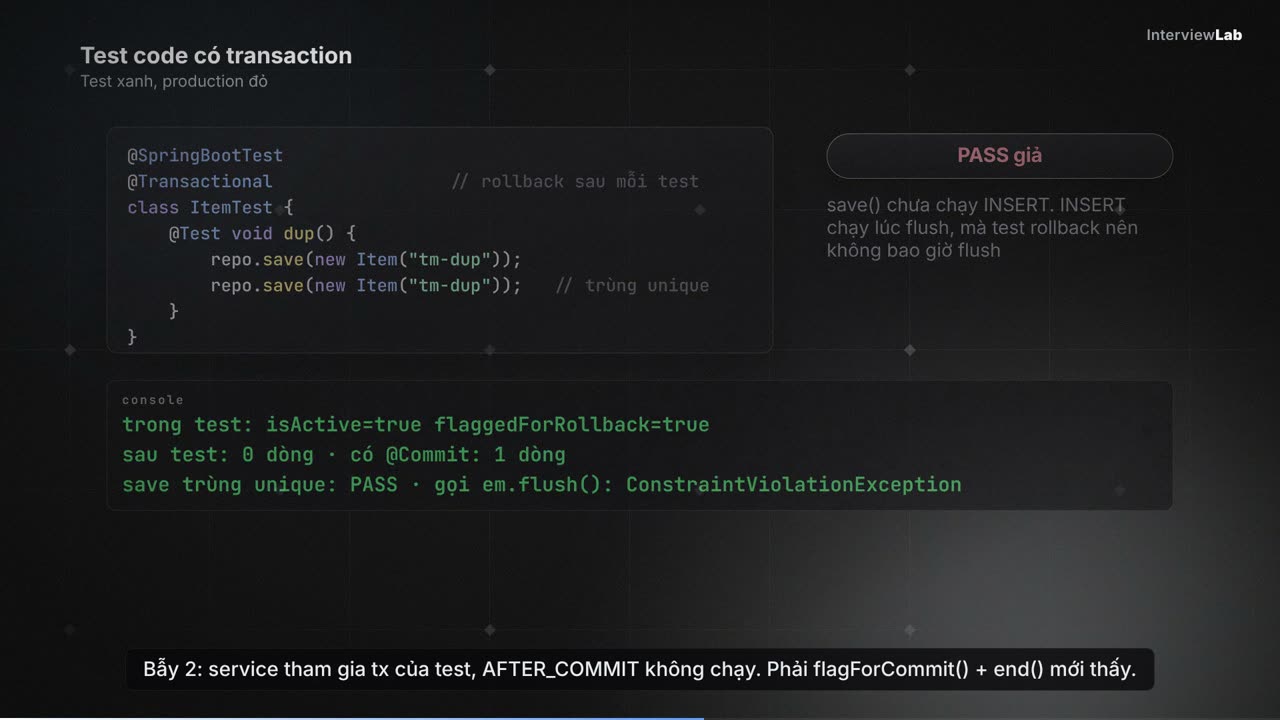 InterviewLab
Test code có transaction
Test xanh, production đỏ
@SpringBootTest
@Transactional // rollback sau mỗi test
class ItemTest {
@Test void dup() {
repo.save(new Item("tm-dup"));
repo.save(new Item("tm-dup")); // trùng unique
}
}
PASS giả
save() chưa chạy INSERT. INSERT
chạy lúc flush, mà test rollback nên
không bao giờ flush
console
trong test: isActive=true flaggedForRollback=true
sau test: 0 dòng · có @Commit: 1 dòng
save trùng unique: PASS · gọi em.flush(): ConstraintViolationException
Bẫy 2: service tham gia tx của test, AFTER_COMMIT không chạy. Phải flagForCommit() + end() mới thấy.